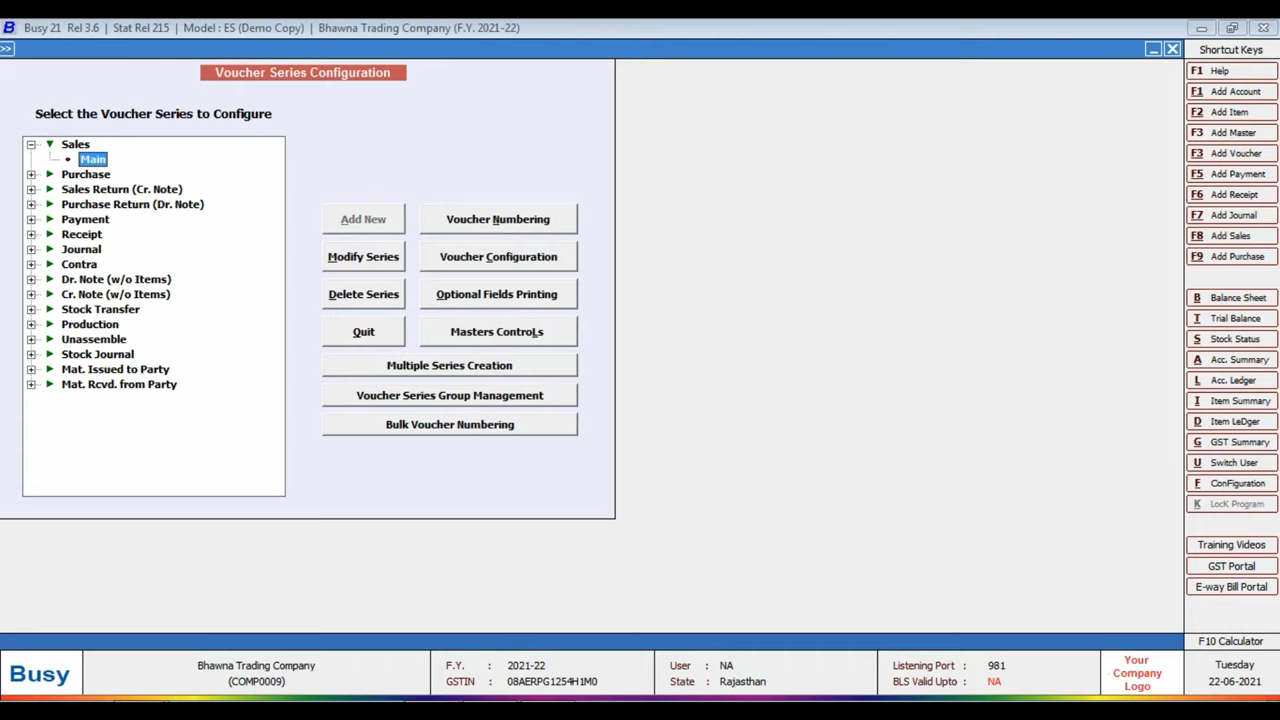 Busy 21 Rel 3.6 | Stat Rel 215 | Model : ES (Demo Copy) | Bhawna Trading Company (F.Y. 2021-22)
>>
Shortcut Keys
Voucher Series Configuration
Select the Voucher Series to Configure
Sales
Main
Purchase
Sales Return (Cr. Note)
Purchase Return (Dr. Note)
Payment
Receipt
Journal
Contra
Dr. Note (w/o Items)
Cr. Note (w/o Items)
Stock Transfer
Production
Unassemble
Stock Journal
Mat. Issued to Party
Mat. Rcvd. from Party
Add New
Voucher Numbering
Modify Series
Voucher Configuration
Delete Series
Optional Fields Printing
Quit
Masters ControLs
Multiple Series Creation
Voucher Series Group Management
Bulk Voucher Numbering
F1 Help
F1 Add Account
F2 Add Item
F3 Add Master
F3 Add Voucher
F5 Add Payment
F6 Add Receipt
F7 Add Journal
F8 Add Sales
F9 Add Purchase
B Balance Sheet
T Trial Balance
S Stock Status
A Acc. Summary
L Acc. Ledger
I Item Summary
D Item LeDger
G GST Summary
U Switch User
F ConFiguration
K LocK Program
Training Videos
GST Portal
E-way Bill Portal
F10 Calculator
Busy
Bhawna Trading Company
(COMP0009)
F.Y. : 2021-22
GSTIN : 08AERPG1254H1M0
User : NA
State : Rajasthan
Listening Port : 981
BLS Valid Upto : NA
Your
Company
Logo
Tuesday
22-06-2021